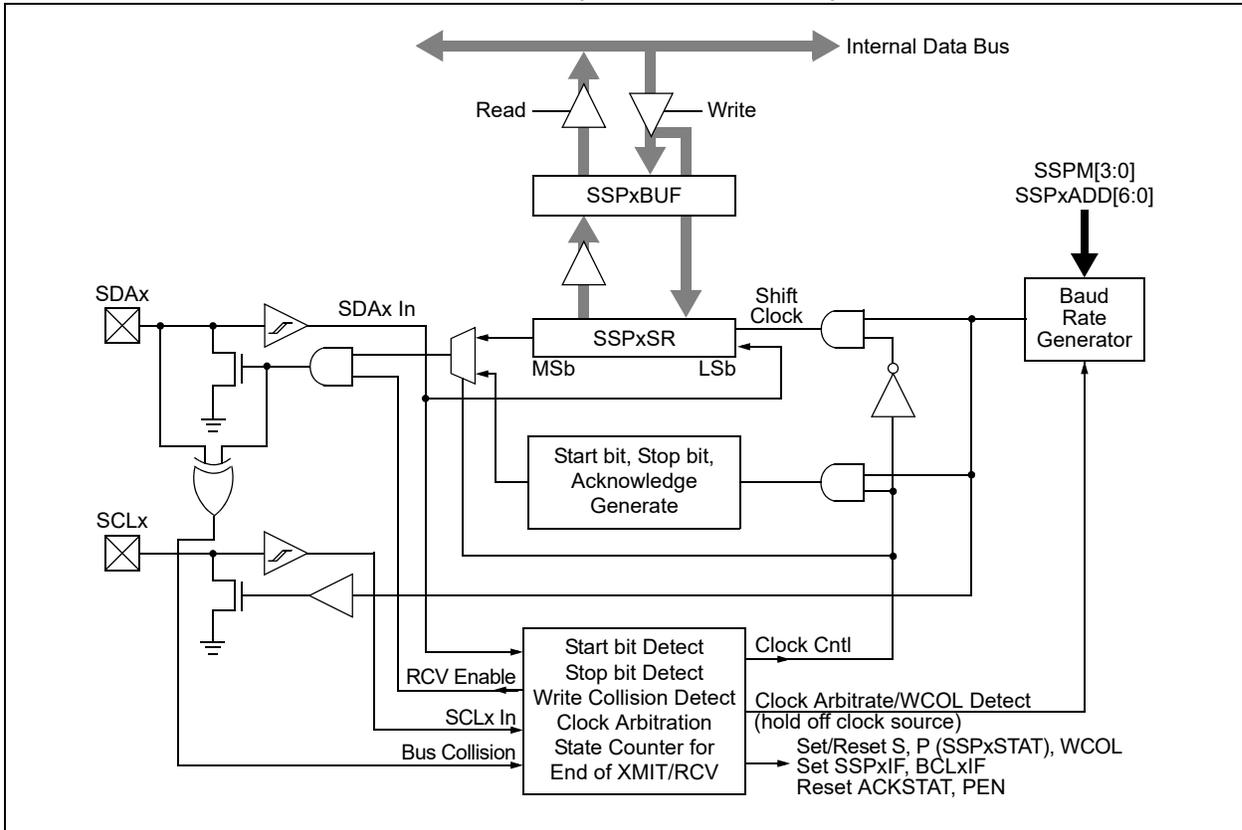 Internal Data Bus
Read
Write
SSPxBUF
SSPM[3:0]
SSPxADD[6:0]
SDAx
SDAx In
Shift
Clock
Baud
Rate
Generator
SSPxSR
MSb
LSb
Start bit, Stop bit,
Acknowledge
Generate
SCLx
Start bit Detect
Stop bit Detect
Write Collision Detect
Clock Arbitration
State Counter for
End of XMIT/RCV
RCV Enable
SCLx In
Bus Collision
Clock Cntl
Clock Arbitrate/WCOL Detect
(hold off clock source)
Set/Reset S, P (SSPxSTAT), WCOL
Set SSPxIF, BCLxIF
Reset ACKSTAT, PEN